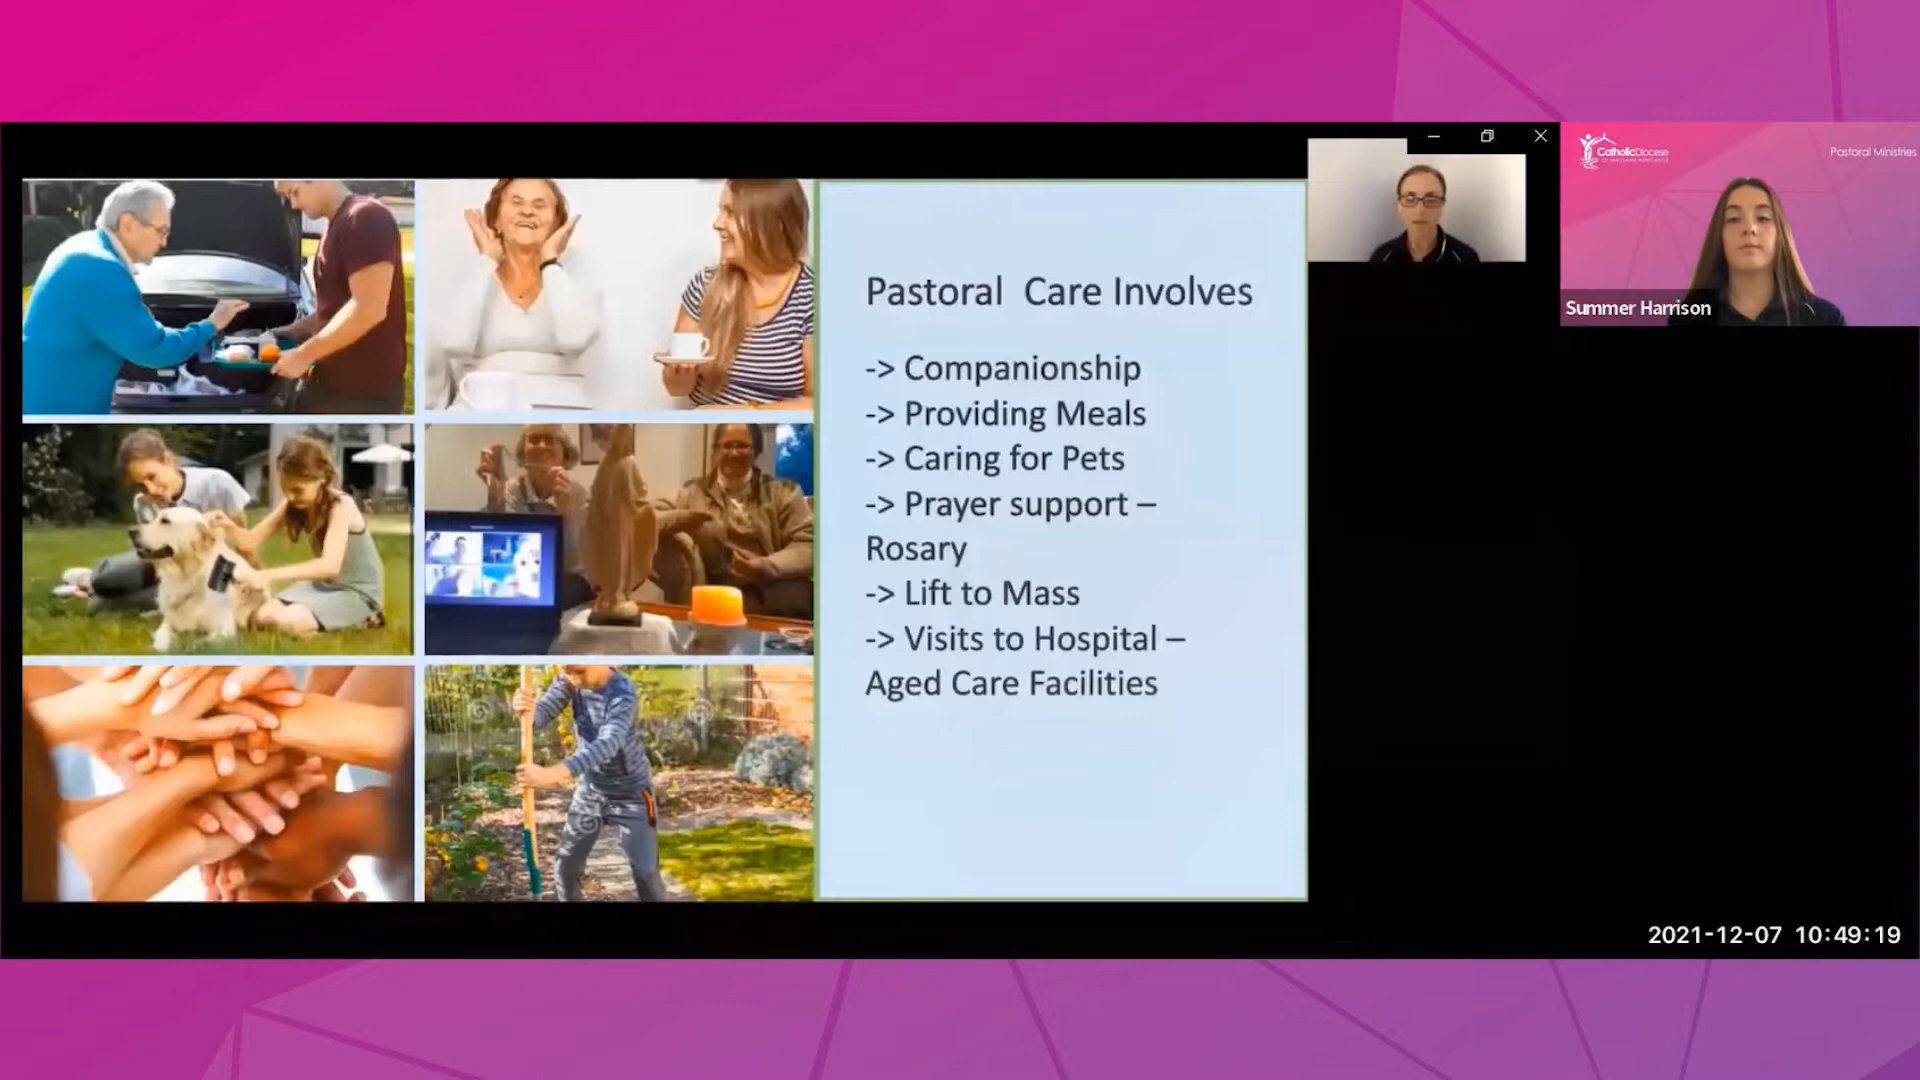 Pastoral Care Involves
-> Companionship
-> Providing Meals
-> Caring for Pets
-> Prayer support –
Rosary
-> Lift to Mass
-> Visits to Hospital –
Aged Care Facilities
CatholicDiocese
Pastoral Ministries
Summer Harrison
2021-12-07 10:49:19